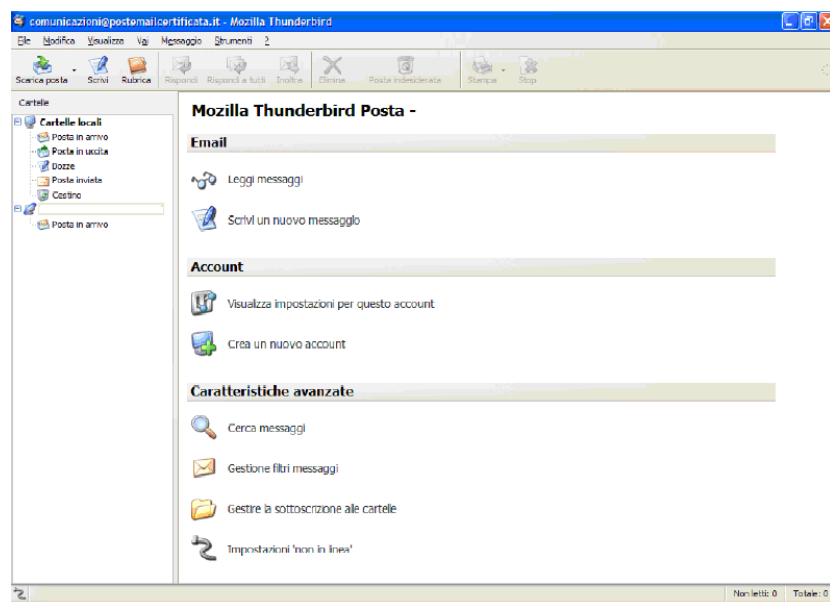 comunicazioni@postemailcertificata.it - Mozilla Thunderbird
File Modifica Visualizza Vai Messaggio Strumenti ?
Scarica posta Scrivi Rubrica Rispondi Rispondi a tutti Inoltra Elimina Posta indesiderata Stampa Stop
Cartelle
Cartelle locali
Posta in arrivo
Posta in uscita
Bozze
Posta inviata
Cestino
Posta in arrivo
Mozilla Thunderbird Posta -
Email
Leggi messaggi
Scrivi un nuovo messaggio
Account
Visualizza impostazioni per questo account
Crea un nuovo account
Caratteristiche avanzate
Cerca messaggi
Gestione filtri messaggi
Gestire la sottoscrizione alle cartelle
Impostazioni 'non in linea'
Non letti: 0 Totale: 0